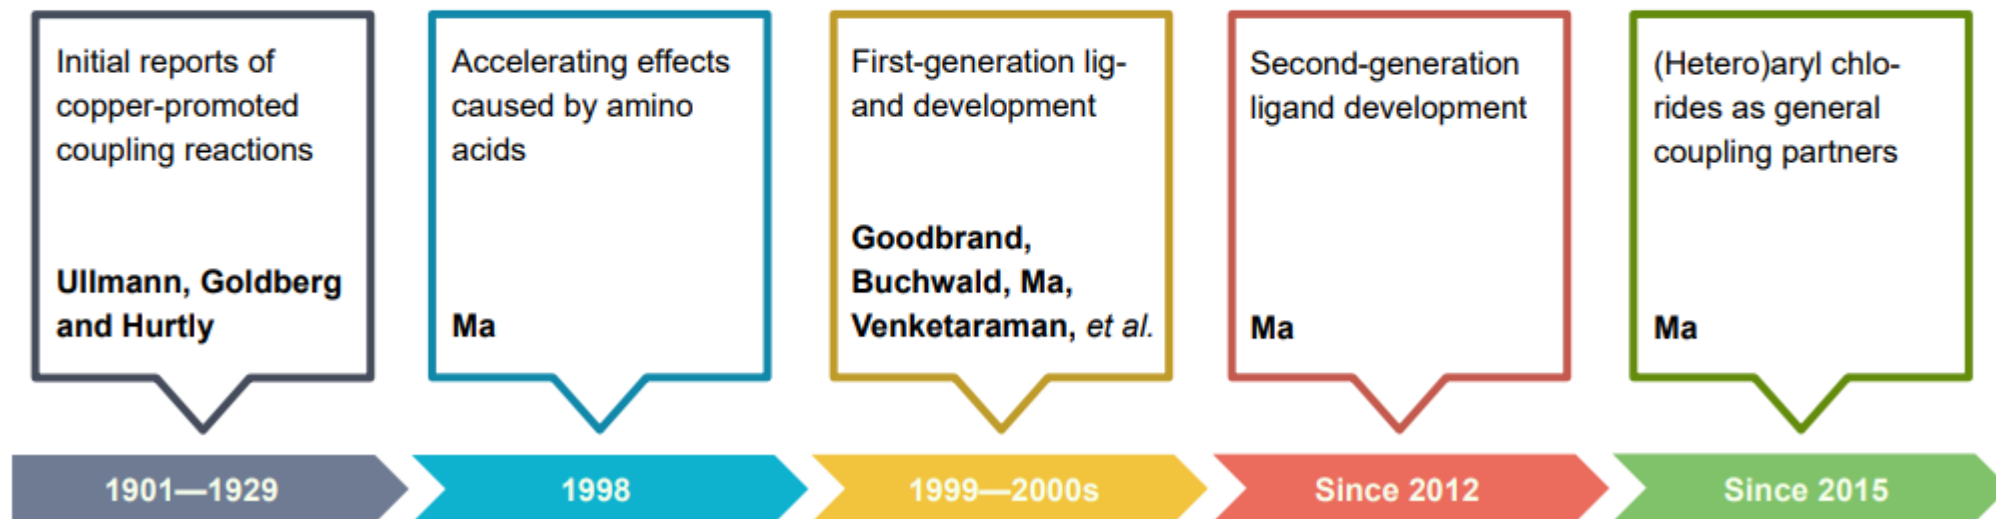 Initial reports of
copper-promoted
coupling reactions
Ullmann, Goldberg
and Hurtly
1901—1929
Accelerating effects
caused by amino
acids
Ma
1998
First-generation lig-
and development
Goodbrand,
Buchwald, Ma,
Venketaraman, et al.
1999—2000s
Second-generation
ligand development
Ma
Since 2012
(Hetero)aryl chlo-
rides as general
coupling partners
Ma
Since 2015